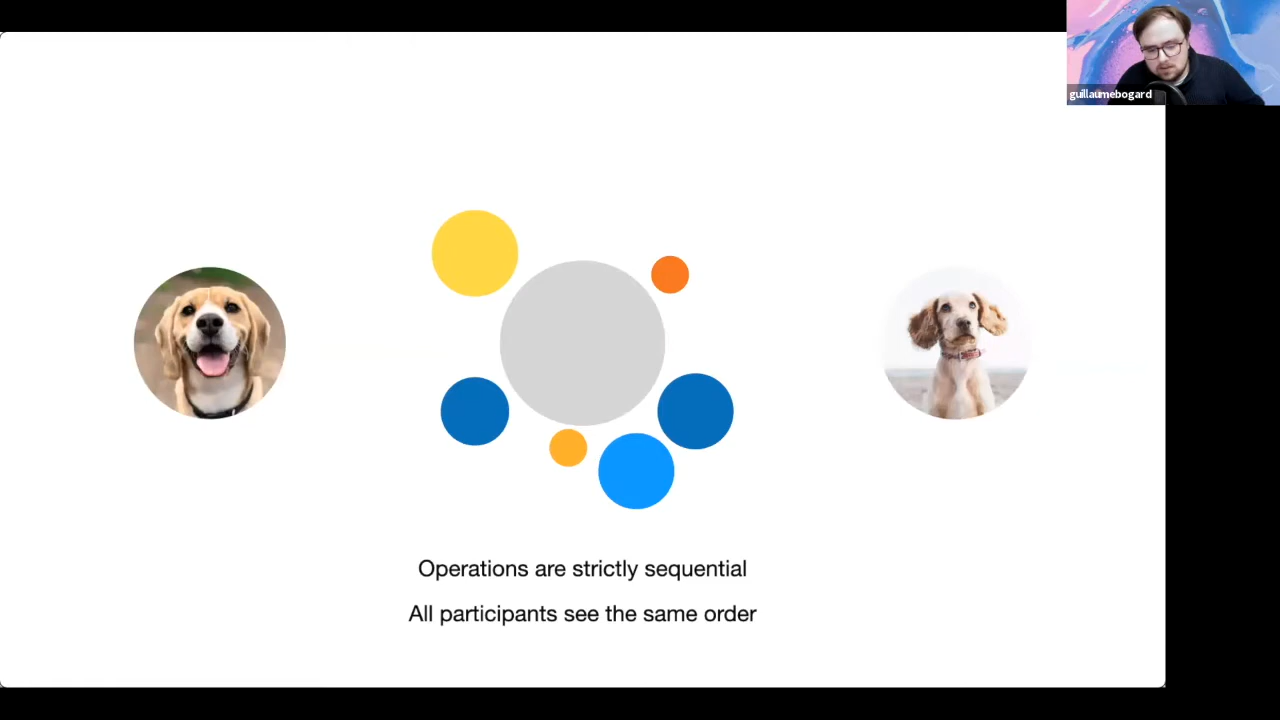 guillaumebogard
Operations are strictly sequential
All participants see the same order